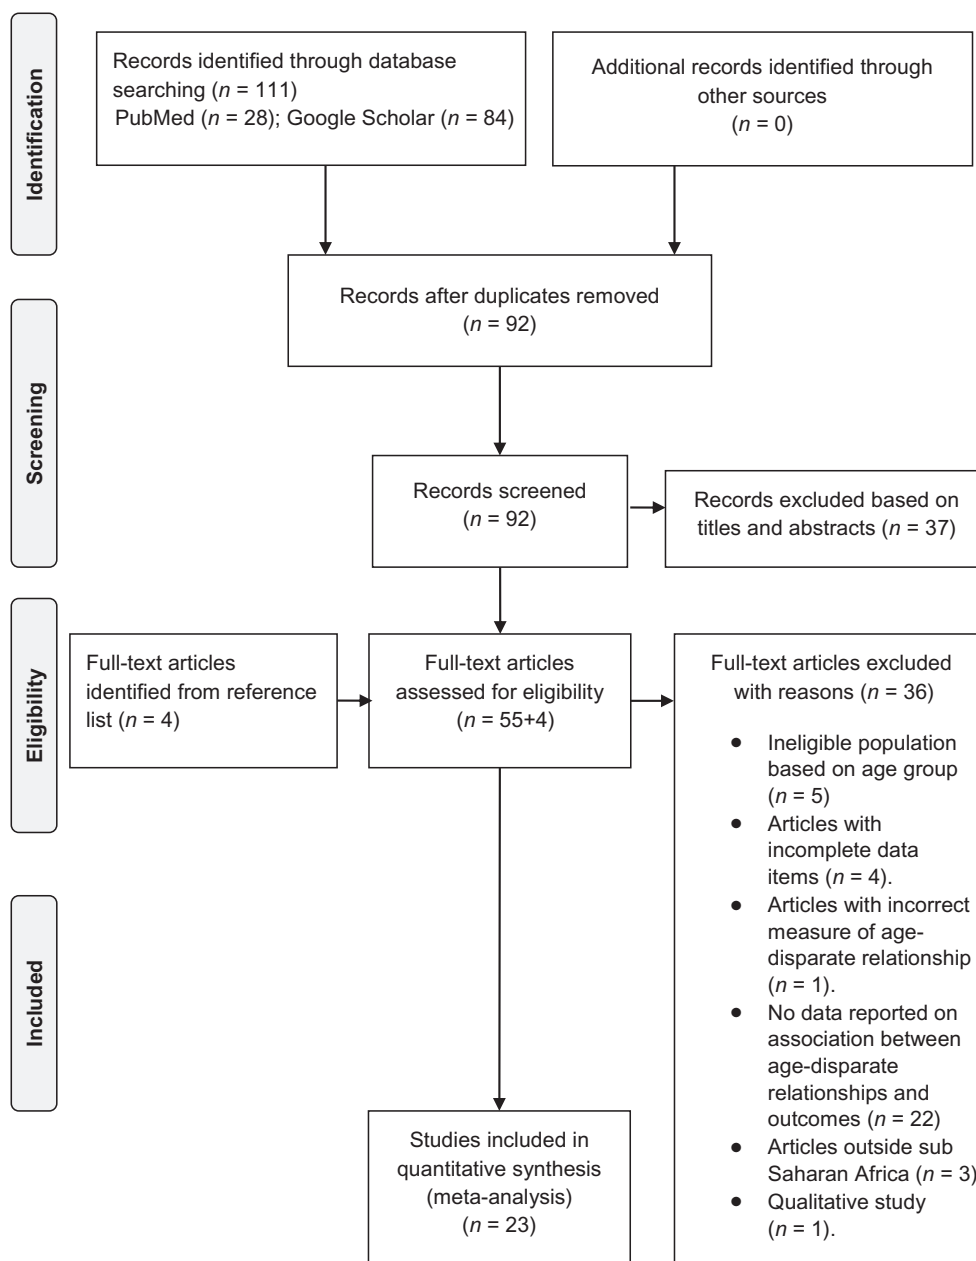 Identification
Records identified through database
searching (n = 111)
PubMed (n = 28); Google Scholar (n = 84)
Additional records identified through
other sources
(n = 0)
Records after duplicates removed
(n = 92)
Screening
Records screened
(n = 92)
Records excluded based on
titles and abstracts (n = 37)
Eligibility
Full-text articles
identified from reference
list (n = 4)
Full-text articles
assessed for eligibility
(n = 55+4)
Full-text articles excluded
with reasons (n = 36)
● Ineligible population
based on age group
(n = 5)
● Articles with
incomplete data
items (n = 4).
● Articles with incorrect
measure of age-
disparate relationship
(n = 1).
● No data reported on
association between
age-disparate
relationships and
outcomes (n = 22)
● Articles outside sub
Saharan Africa (n = 3)
● Qualitative study
(n = 1).
Included
Studies included in
quantitative synthesis
(meta-analysis)
(n = 23)